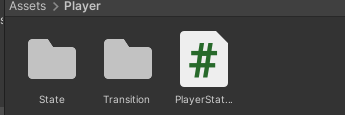 Assets > Player
State
Transition
PlayerStat...